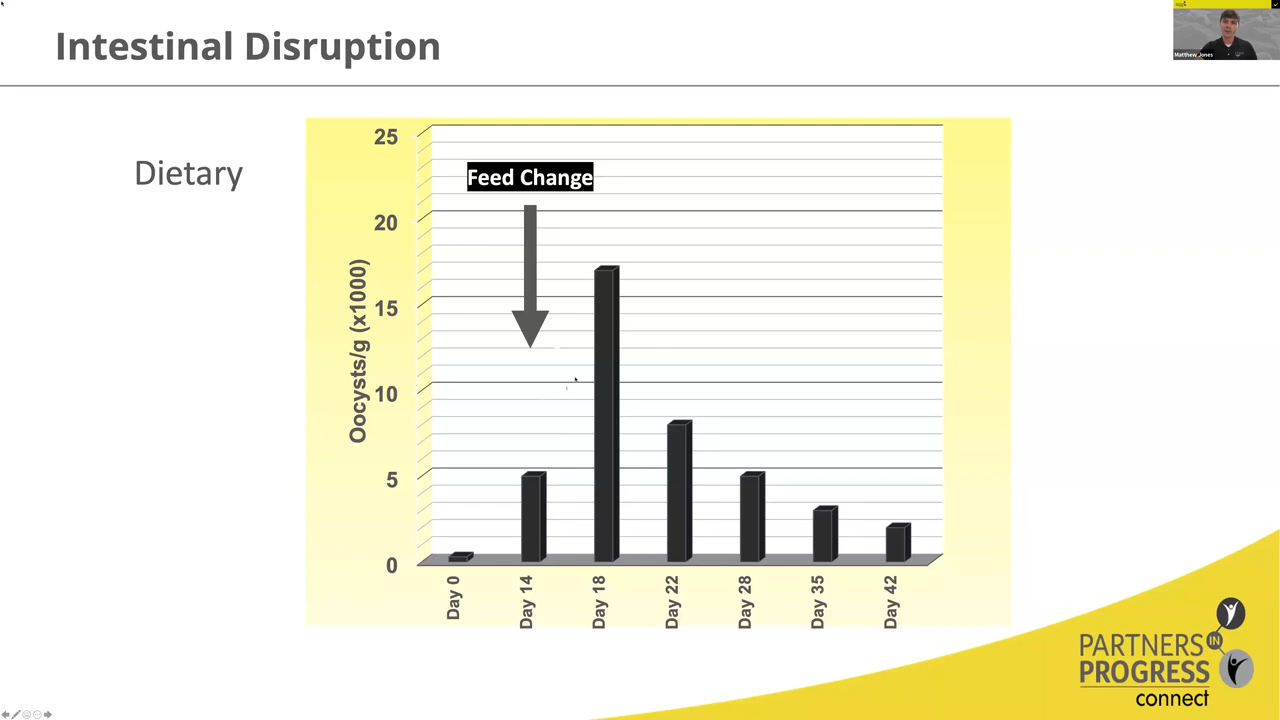 Intestinal Disruption
Matthew Jones
Dietary
Feed Change
Oocysts/g (x1000)
25
20
15
10
5
0
Day 0
Day 14
Day 18
Day 22
Day 28
Day 35
Day 42
PARTNERS
IN
PROGRESS
connect